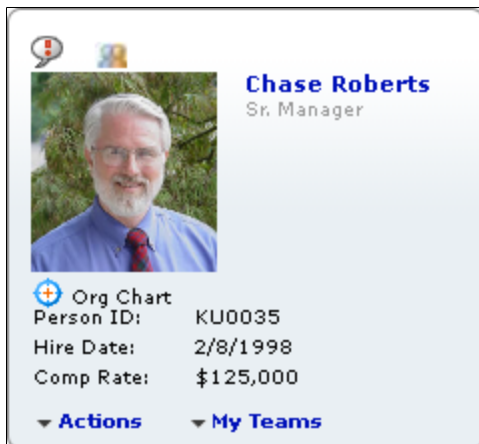 Chase Roberts
Sr. Manager
Org Chart
Person ID: KU0035
Hire Date: 2/8/1998
Comp Rate: $125,000
Actions My Teams